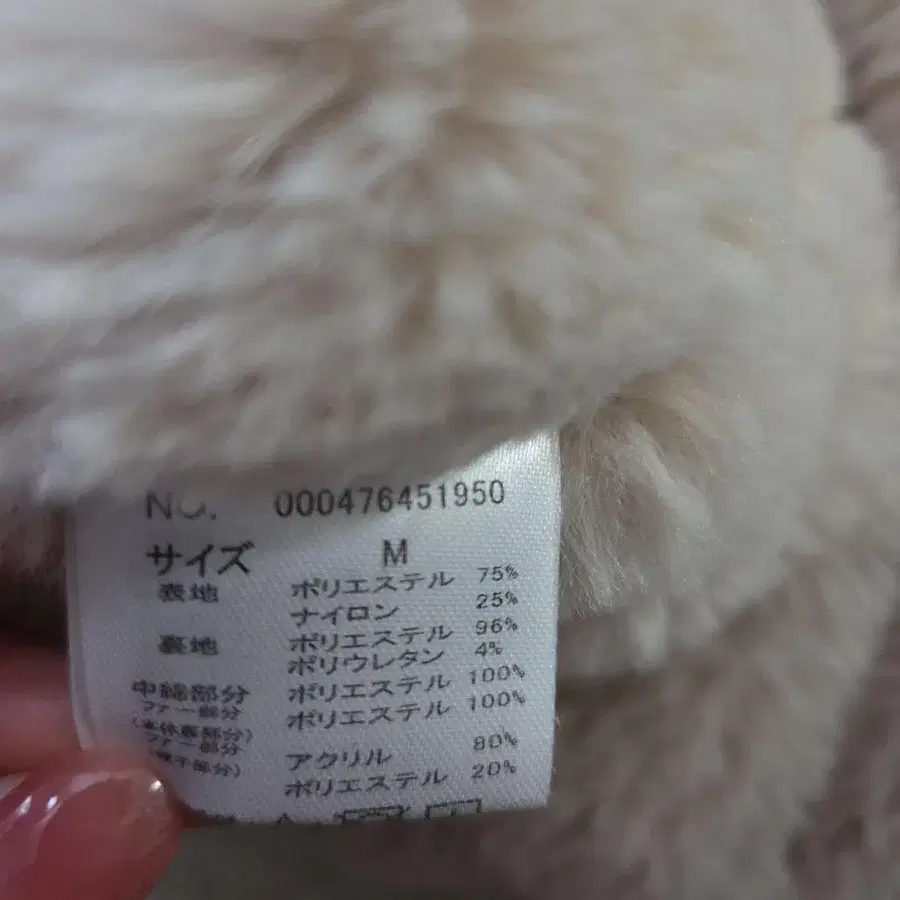 NO. 000476451950
サイズ M
表地 ポリエステル 75%
ナイロン 25%
裏地 ポリエステル 96%
ポリウレタン 4%
中綿部分 ポリエステル 100%
ファー部分 ポリエステル 100%
(本体裏部分)
ファー部分 アクリル 80%
部分) ポリエステル 20%